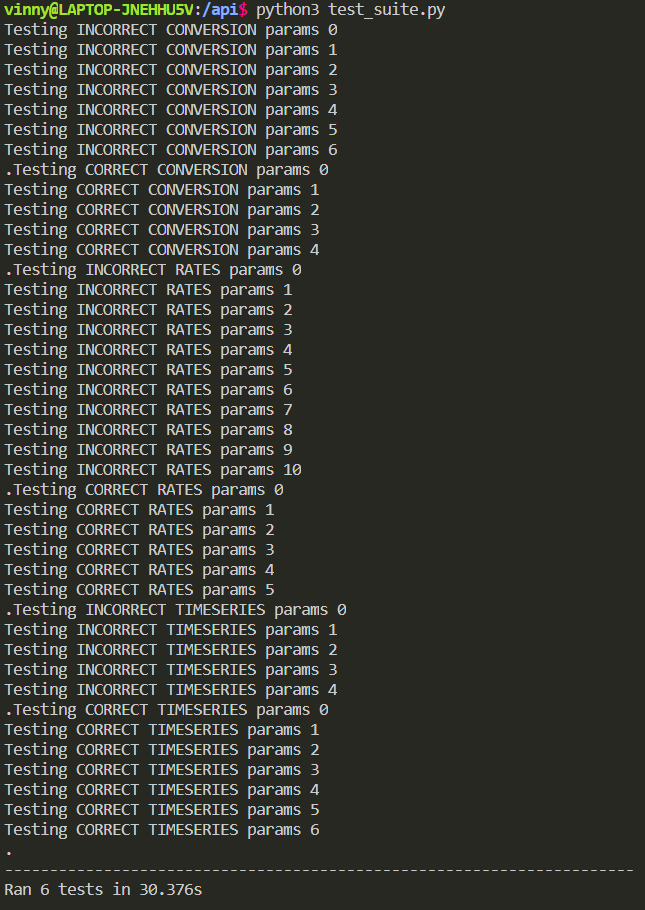 vinny@LAPTOP-JNEHHU5V:/api$ python3 test_suite.py
Testing INCORRECT CONVERSION params 0
Testing INCORRECT CONVERSION params 1
Testing INCORRECT CONVERSION params 2
Testing INCORRECT CONVERSION params 3
Testing INCORRECT CONVERSION params 4
Testing INCORRECT CONVERSION params 5
Testing INCORRECT CONVERSION params 6
.Testing CORRECT CONVERSION params 0
Testing CORRECT CONVERSION params 1
Testing CORRECT CONVERSION params 2
Testing CORRECT CONVERSION params 3
Testing CORRECT CONVERSION params 4
.Testing INCORRECT RATES params 0
Testing INCORRECT RATES params 1
Testing INCORRECT RATES params 2
Testing INCORRECT RATES params 3
Testing INCORRECT RATES params 4
Testing INCORRECT RATES params 5
Testing INCORRECT RATES params 6
Testing INCORRECT RATES params 7
Testing INCORRECT RATES params 8
Testing INCORRECT RATES params 9
Testing INCORRECT RATES params 10
.Testing CORRECT RATES params 0
Testing CORRECT RATES params 1
Testing CORRECT RATES params 2
Testing CORRECT RATES params 3
Testing CORRECT RATES params 4
Testing CORRECT RATES params 5
.Testing INCORRECT TIMESERIES params 0
Testing INCORRECT TIMESERIES params 1
Testing INCORRECT TIMESERIES params 2
Testing INCORRECT TIMESERIES params 3
Testing INCORRECT TIMESERIES params 4
.Testing CORRECT TIMESERIES params 0
Testing CORRECT TIMESERIES params 1
Testing CORRECT TIMESERIES params 2
Testing CORRECT TIMESERIES params 3
Testing CORRECT TIMESERIES params 4
Testing CORRECT TIMESERIES params 5
Testing CORRECT TIMESERIES params 6
.
----------------------------------------------------------------------
Ran 6 tests in 30.376s